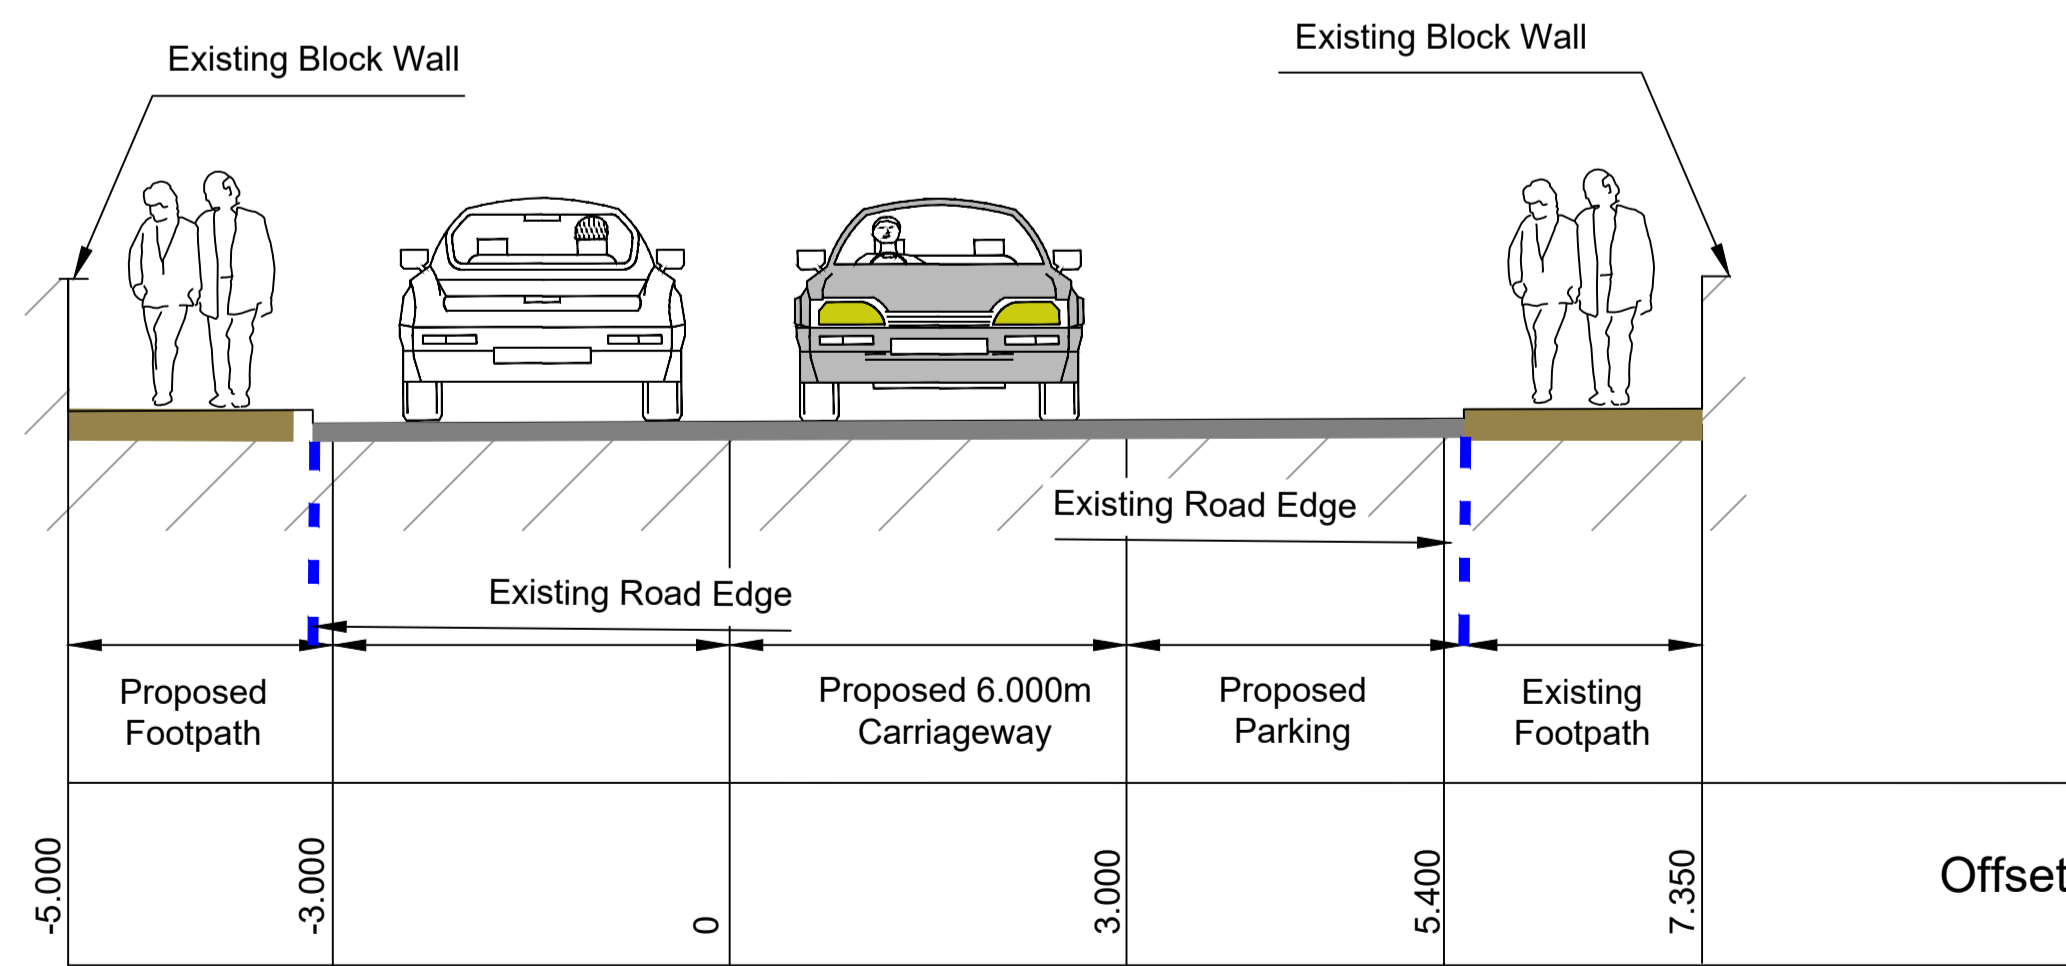 Existing Block Wall
Existing Block Wall
Existing Road Edge
Existing Road Edge
Proposed
Footpath
Proposed 6.000m
Carriageway
Proposed
Parking
Existing
Footpath
-5.000
-3.000
0
3.000
5.400
7.350
Offset